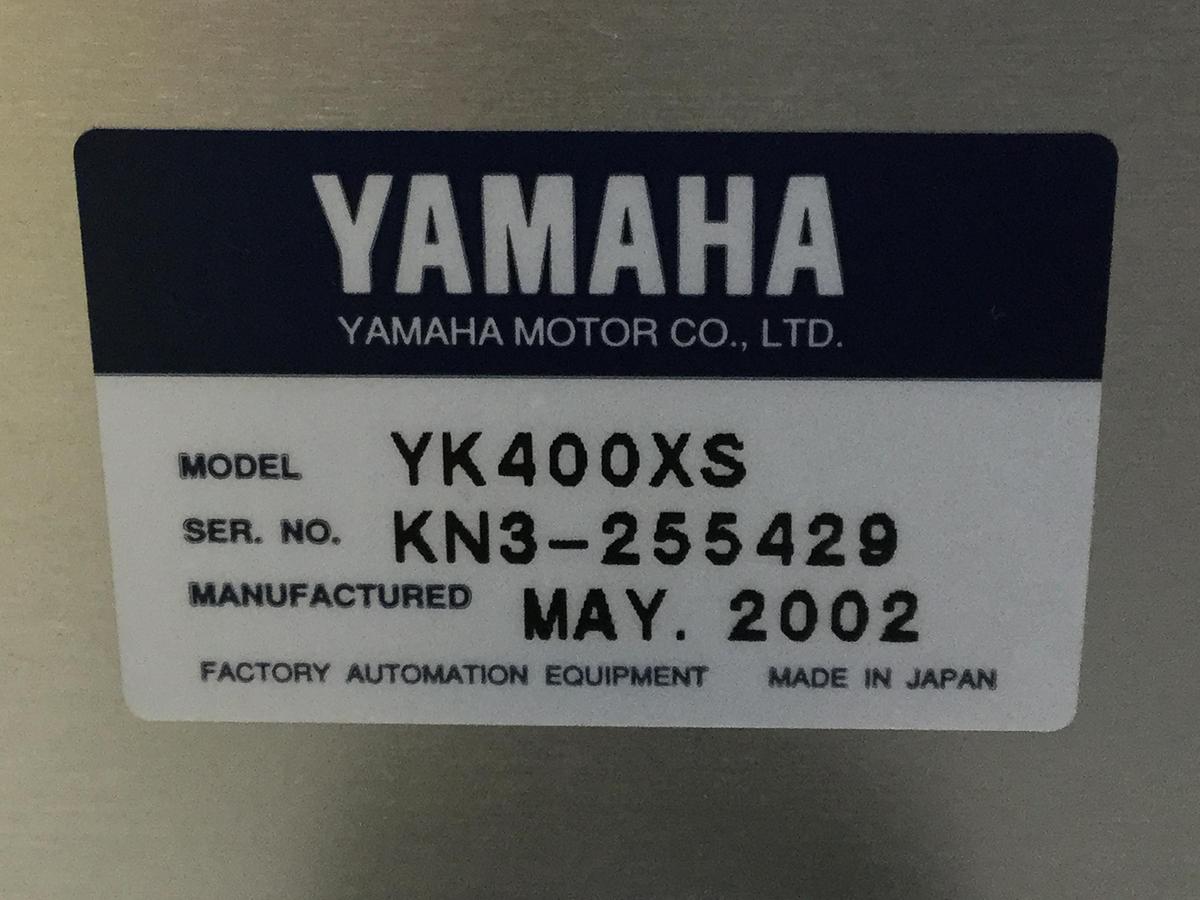 YAMAHA
YAMAHA MOTOR CO., LTD.
MODEL YK400XS
SER. NO. KN3-255429
MANUFACTURED MAY. 2002
FACTORY AUTOMATION EQUIPMENT MADE IN JAPAN